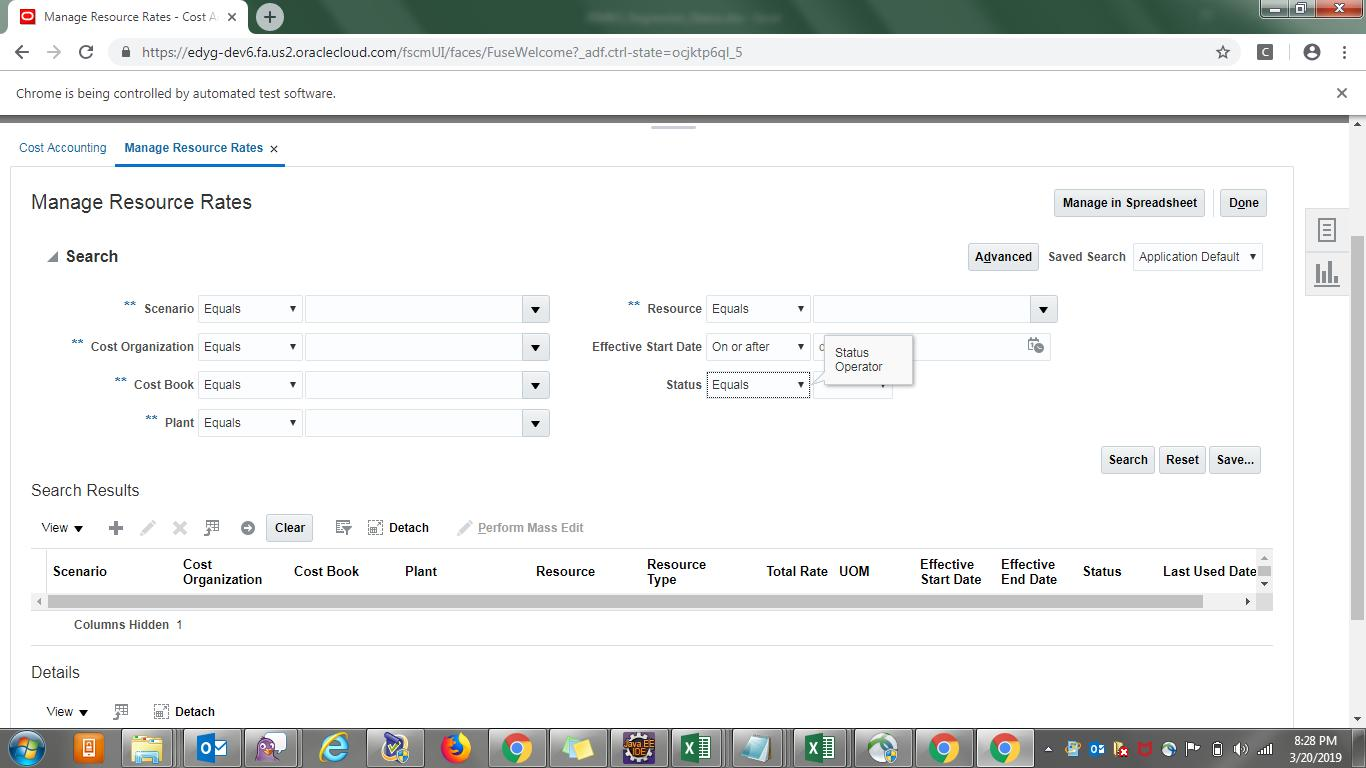 Manage Resource Rates - Cost A
https://edyg-dev6.fa.us2.oraclecloud.com/fscmUI/faces/FuseWelcome?_adf.ctrl-state=ocjktp6ql_5
C
Chrome is being controlled by automated test software.
Cost Accounting
Manage Resource Rates
Manage Resource Rates
Manage in Spreadsheet
Done
Search
Advanced
Saved Search
Application Default
** Scenario Equals
** Resource Equals
** Cost Organization Equals
Effective Start Date On or after
** Cost Book Equals
Status Equals
Status
Operator
** Plant Equals
Search
Reset
Save...
Search Results
View
Clear
Detach
Perform Mass Edit
Scenario
Cost
Organization
Cost Book
Plant
Resource
Resource
Type
Total Rate
UOM
Effective
Start Date
Effective
End Date
Status
Last Used Date
Columns Hidden 1
Details
View
Detach
Java EE
IDE
8:28 PM
3/20/2019